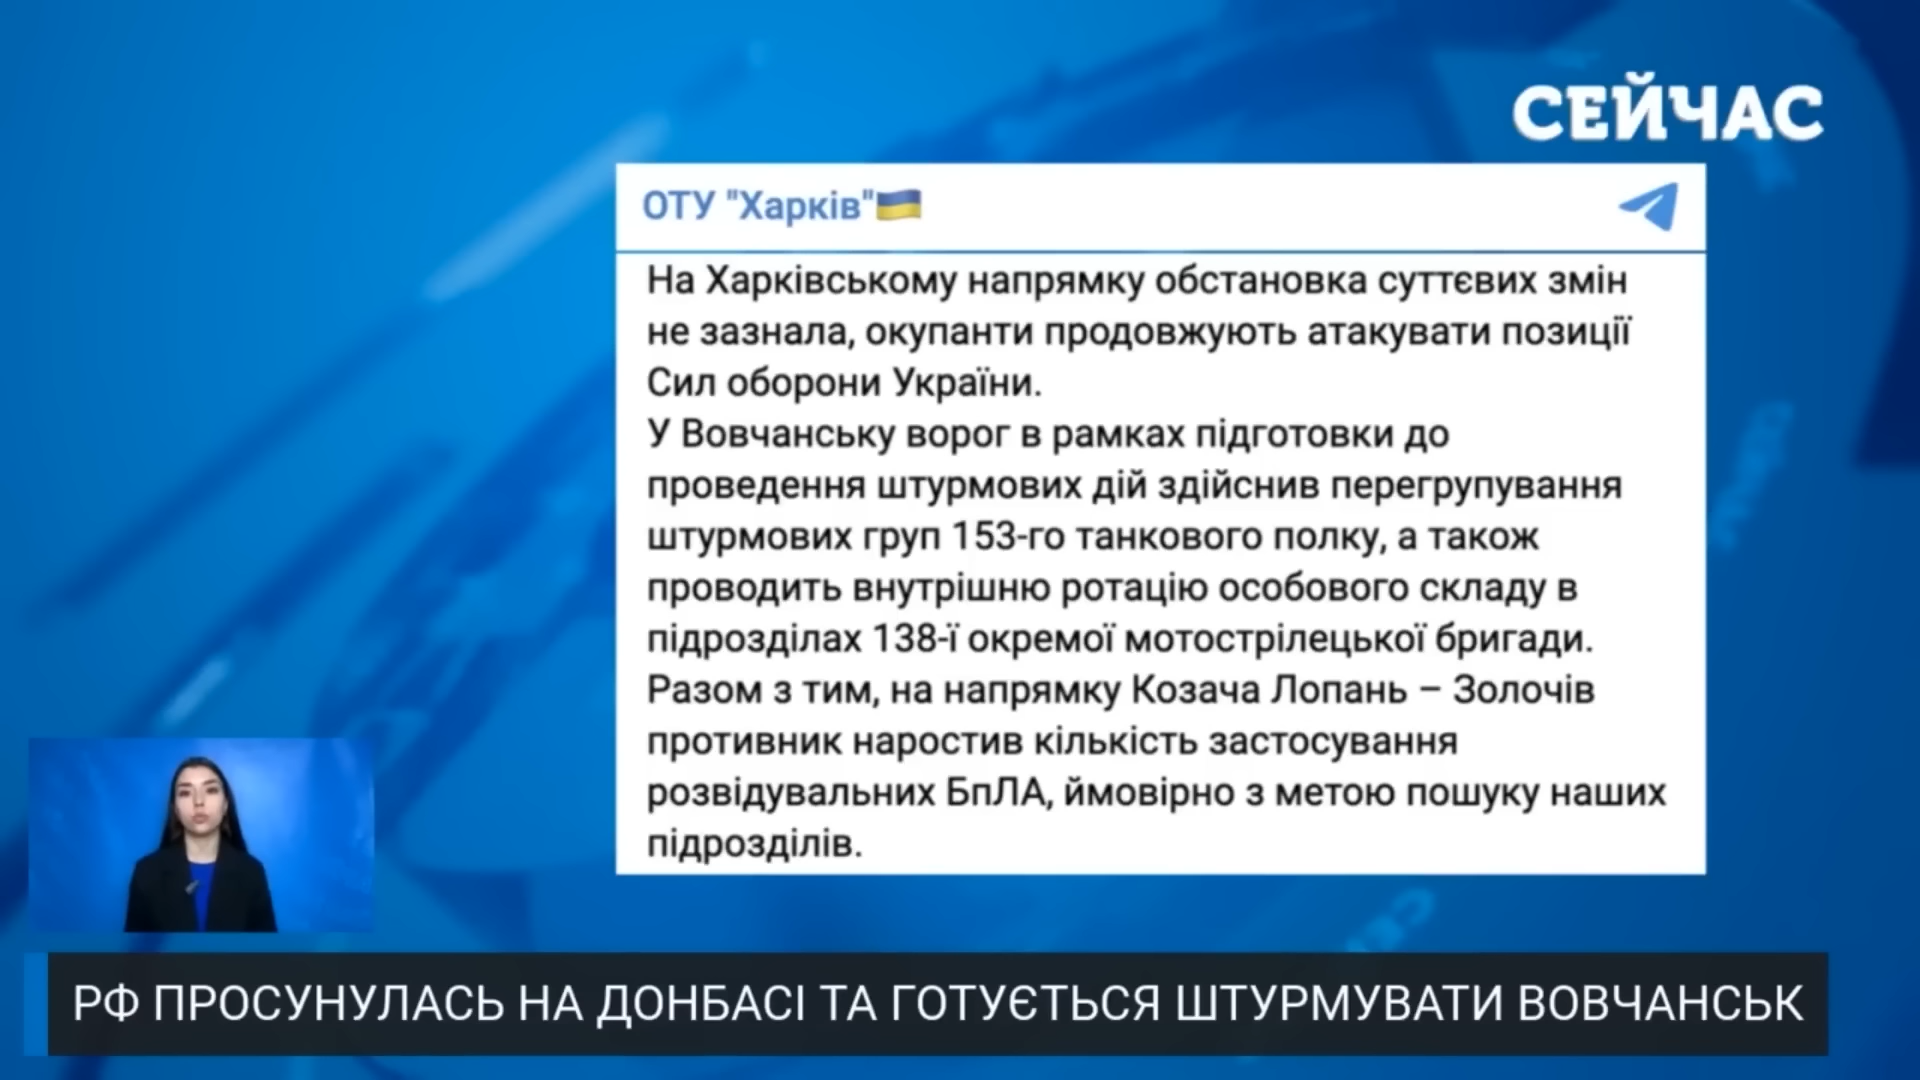 СЕЙЧАС
ОТУ "Харків"🇺🇦
На Харківському напрямку обстановка суттєвих змін
не зазнала, окупанти продовжують атакувати позиції
Сил оборони України.
У Вовчанську ворог в рамках підготовки до
проведення штурмових дій здійснив перегрупування
штурмових груп 153-го танкового полку, а також
проводить внутрішню ротацію особового складу в
підрозділах 138-ї окремої мотострілецької бригади.
Разом з тим, на напрямку Козача Лопань – Золочів
противник наростив кількість застосування
розвідувальних БпЛА, ймовірно з метою пошуку наших
підрозділів.
РФ ПРОСУНУЛАСЬ НА ДОНБАСІ ТА ГОТУЄТЬСЯ ШТУРМУВАТИ ВОВЧАНСЬК